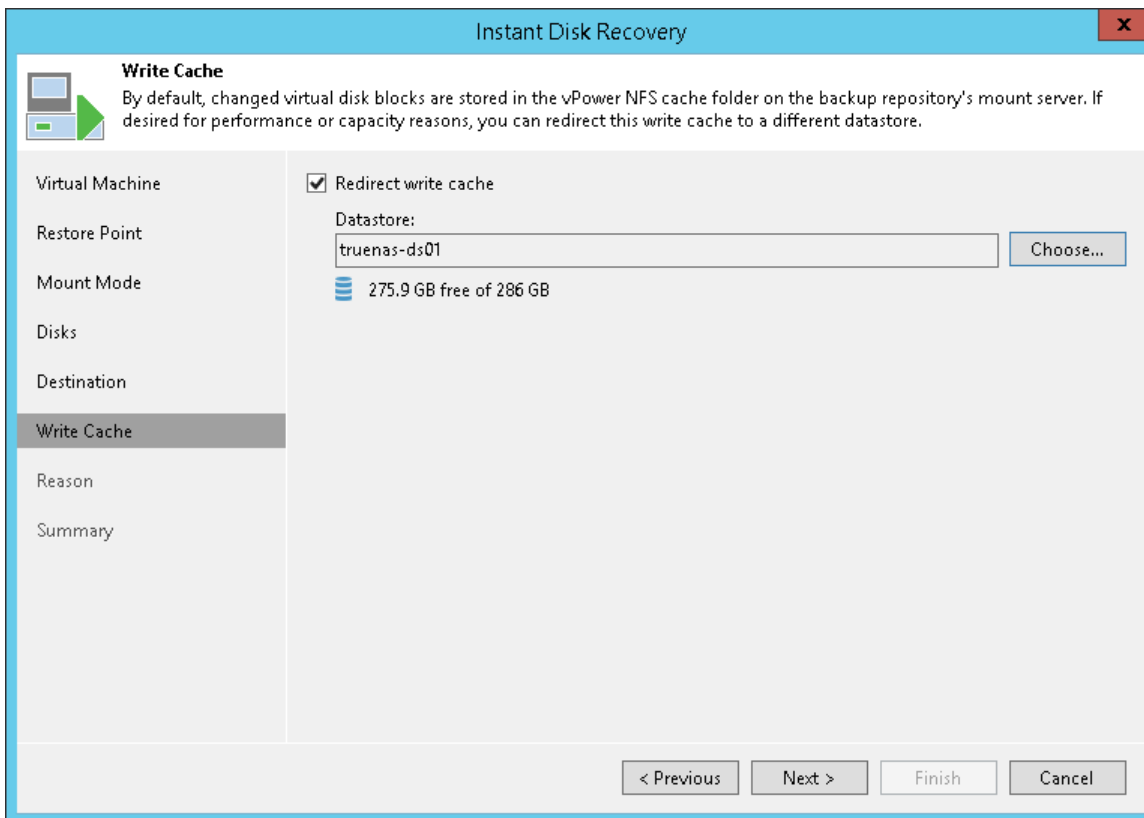 Instant Disk Recovery
x
Write Cache
By default, changed virtual disk blocks are stored in the vPower NFS cache folder on the backup repository's mount server. If
desired for performance or capacity reasons, you can redirect this write cache to a different datastore.
Virtual Machine
Restore Point
Mount Mode
Disks
Destination
Write Cache
Reason
Summary
Redirect write cache
Datastore:
truenas-ds01
Choose...
275.9 GB free of 286 GB
< Previous
Next >
Finish
Cancel